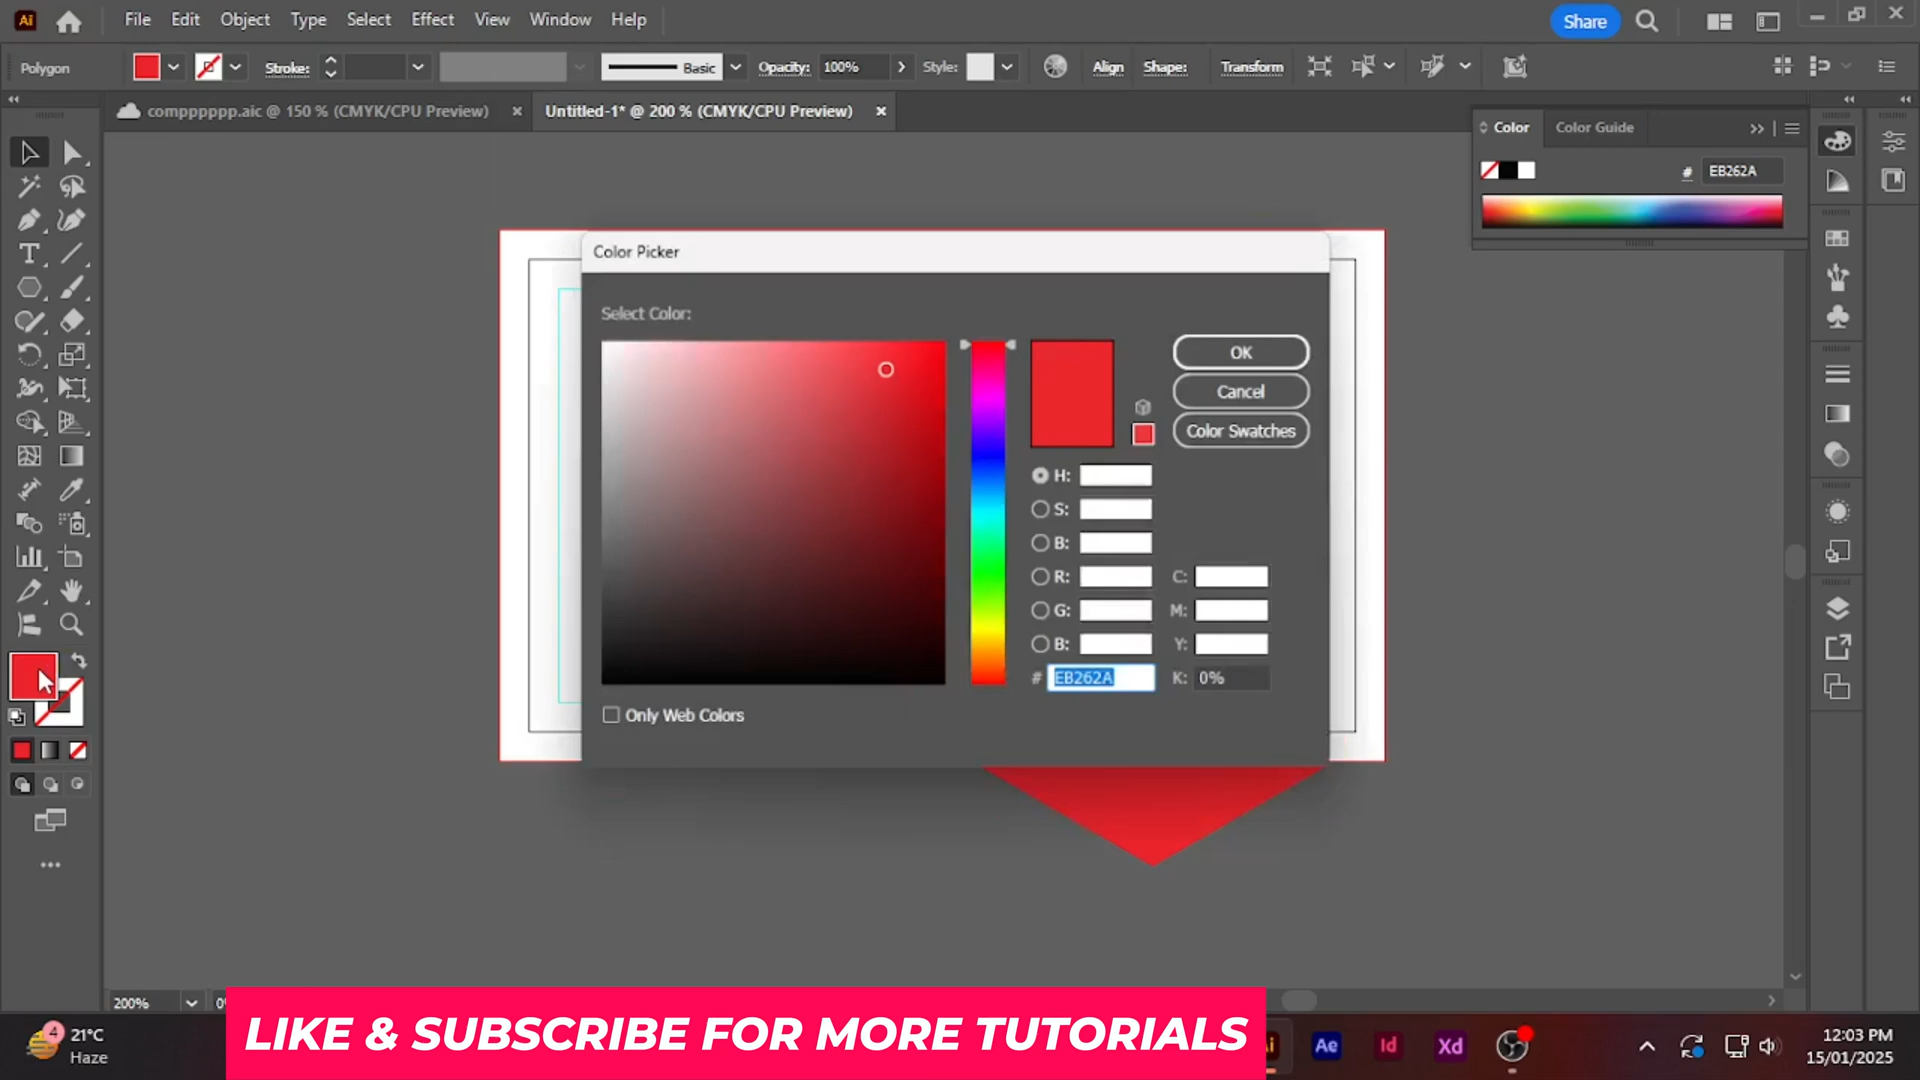 Ai File Edit Object Type Select Effect View Window Help Share
Polygon Stroke: Basic Opacity: 100% Style: Align Shape: Transform
compppppp.aic @ 150 % (CMYK/CPU Preview) × Untitled-1* @ 200 % (CMYK/CPU Preview) ×
Color Color Guide
# EB262A
Color Picker
Select Color:
OK
Cancel
Color Swatches
H:
S:
B:
R: C:
G: M:
B: Y:
# EB262A K: 0%
Only Web Colors
200%
LIKE & SUBSCRIBE FOR MORE TUTORIALS
4 21°C
Haze
Ae Id Xd
12:03 PM
15/01/2025